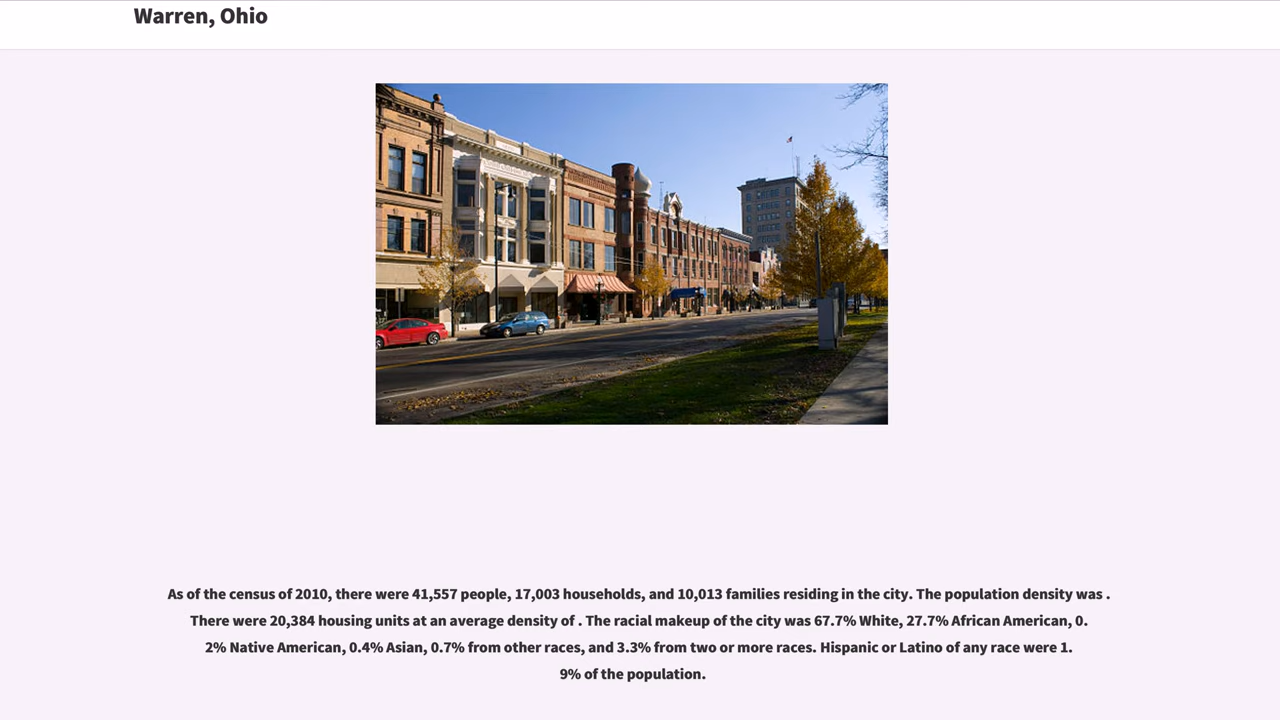 Warren, Ohio
As of the census of 2010, there were 41,557 people, 17,003 households, and 10,013 families residing in the city. The population density was .
There were 20,384 housing units at an average density of . The racial makeup of the city was 67.7% White, 27.7% African American, 0.
2% Native American, 0.4% Asian, 0.7% from other races, and 3.3% from two or more races. Hispanic or Latino of any race were 1.
9% of the population.